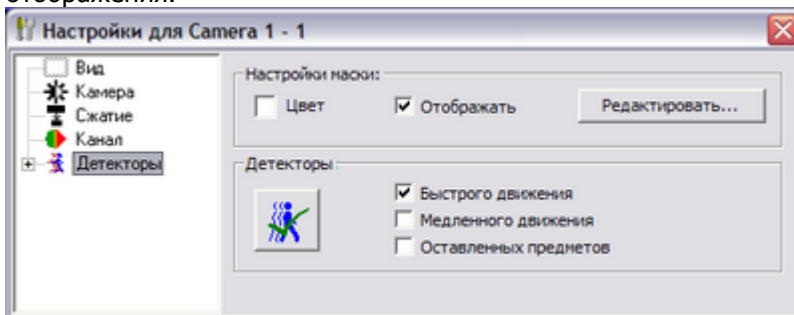 отображения.
Настройки для Camera 1 - 1
Вид
Камера
Сжатие
Канал
Детекторы
Настройки маски:
Цвет
Отображать
Редактировать...
Детекторы
Быстрого движения
Медленного движения
Оставленных предметов